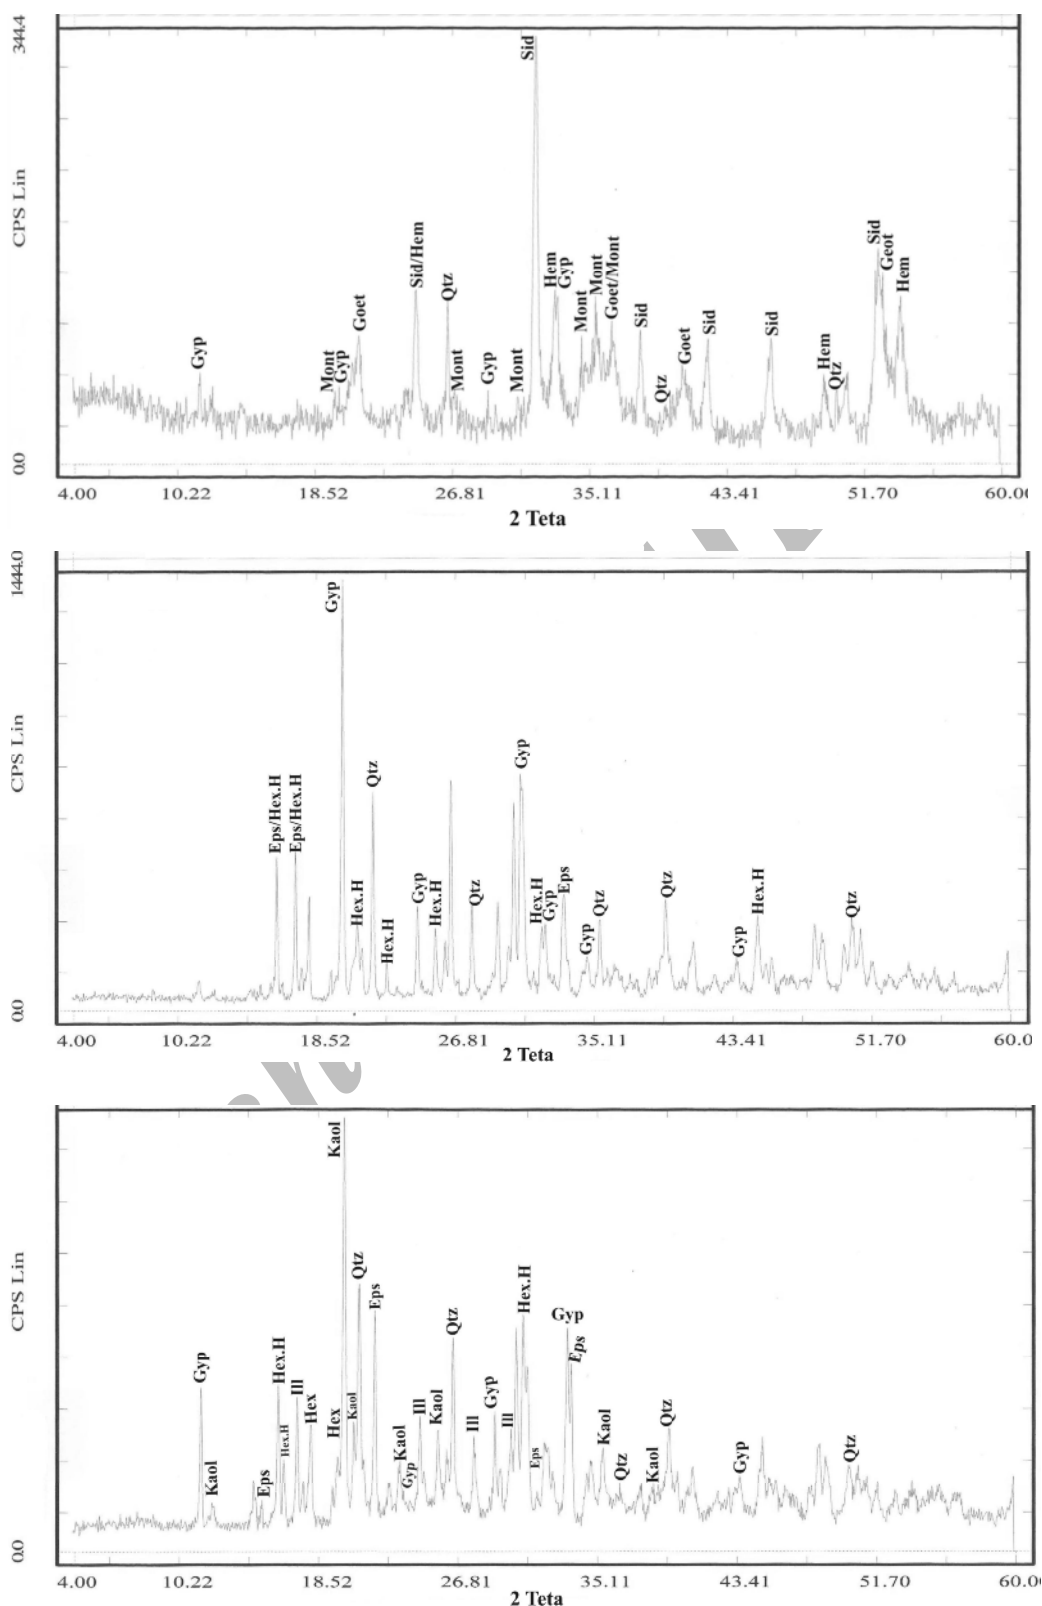 344.4
CPS Lin
0.0
Gyp
Mont
Gyp
Goet
Sid/Hem
Qtz
Mont
Gyp
Mont
Sid
Hem
Gyp
Mont
Mont
Goet/Mont
Sid
Qtz
Goet
Sid
Sid
Hem
Qtz
Sid
Geot
Hem
4.00 10.22 18.52 26.81 35.11 43.41 51.70 60.00
2 Teta
1444.0
CPS Lin
0.0
Eps/Hex.H
Eps/Hex.H
Gyp
Hex.H
Qtz
Hex.H
Gyp
Hex.H
Qtz
Gyp
Hex.H
Gyp
Eps
Gyp
Qtz
Qtz
Gyp
Hex.H
Qtz
4.00 10.22 18.52 26.81 35.11 43.41 51.70 60.0
2 Teta
CPS Lin
0.0
Gyp
Kaol
Eps
Hex.H
Hex.H
Ill
Hex
Hex
Kaol
Kaol
Qtz
Eps
Kaol
Gyp
Ill
Kaol
Qtz
Ill
Gyp
Ill
Hex.H
Eps
Gyp
Eps
Kaol
Qtz
Kaol
Qtz
Gyp
Qtz
4.00 10.22 18.52 26.81 35.11 43.41 51.70 60.0
2 Teta